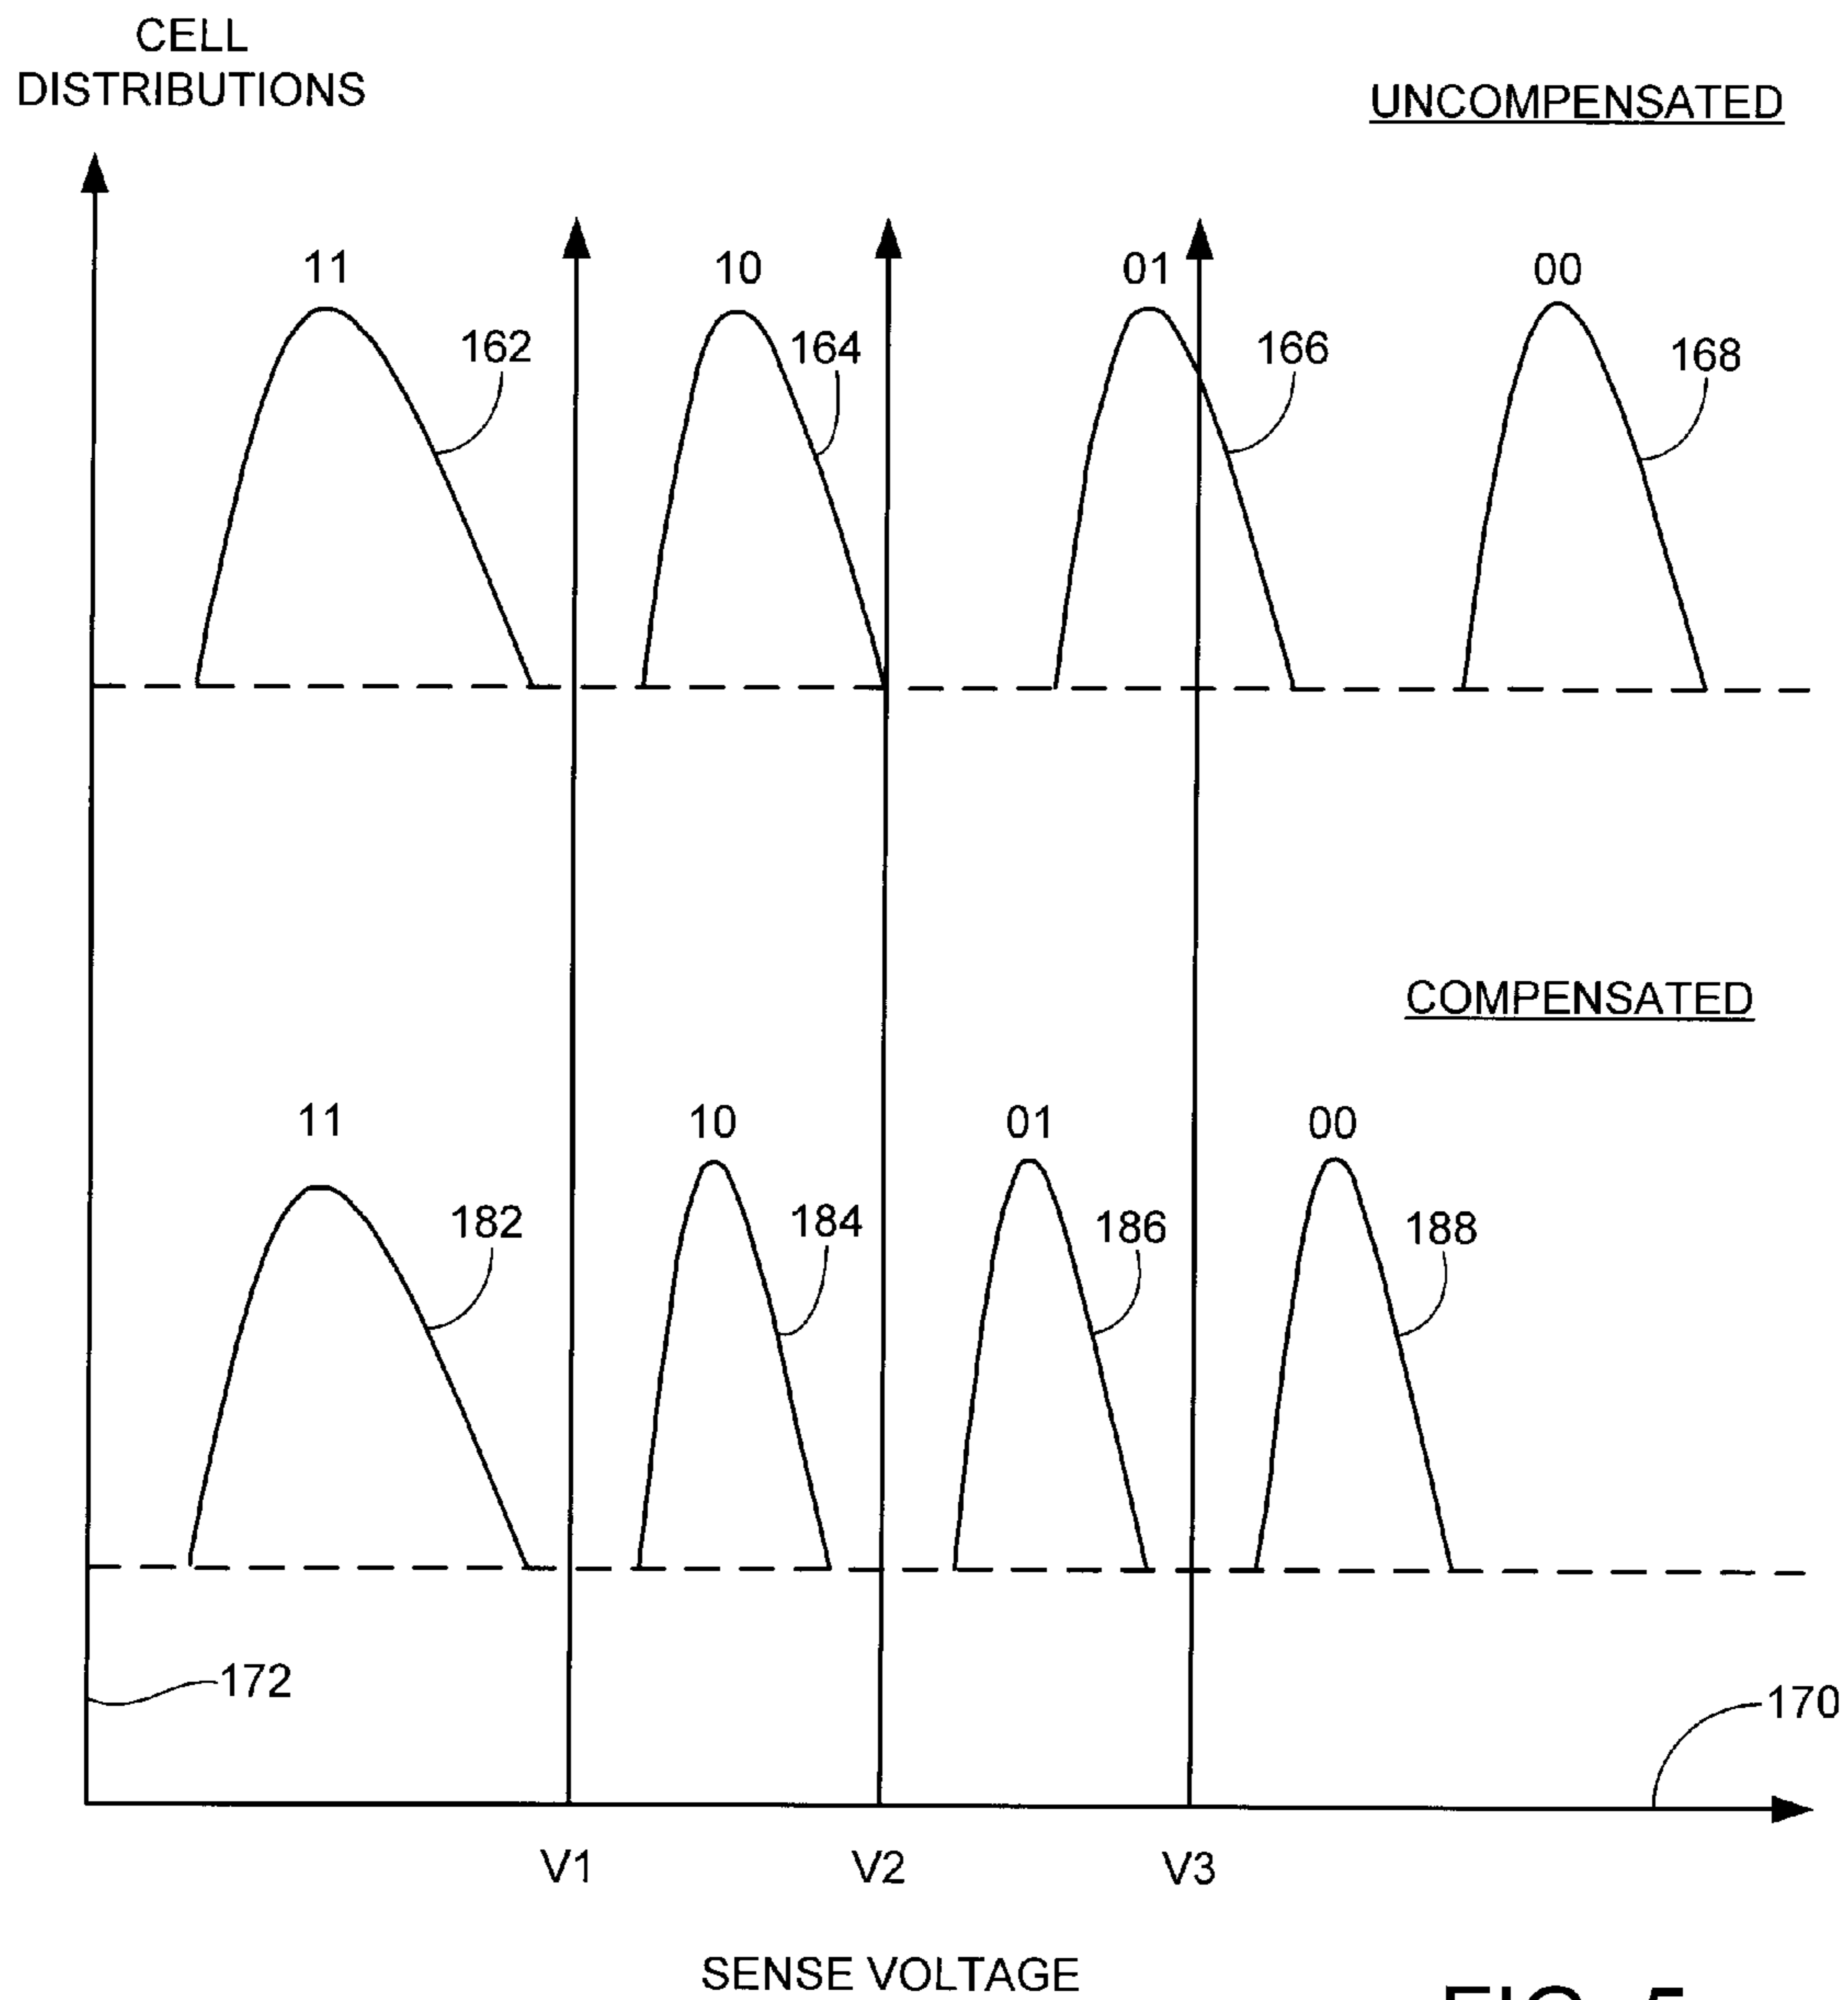 CELL
DISTRIBUTIONS
UNCOMPENSATED
11
10
01
00
162
164
166
168
COMPENSATED
11
10
01
00
182
184
186
188
172
170
V1
V2
V3
SENSE VOLTAGE